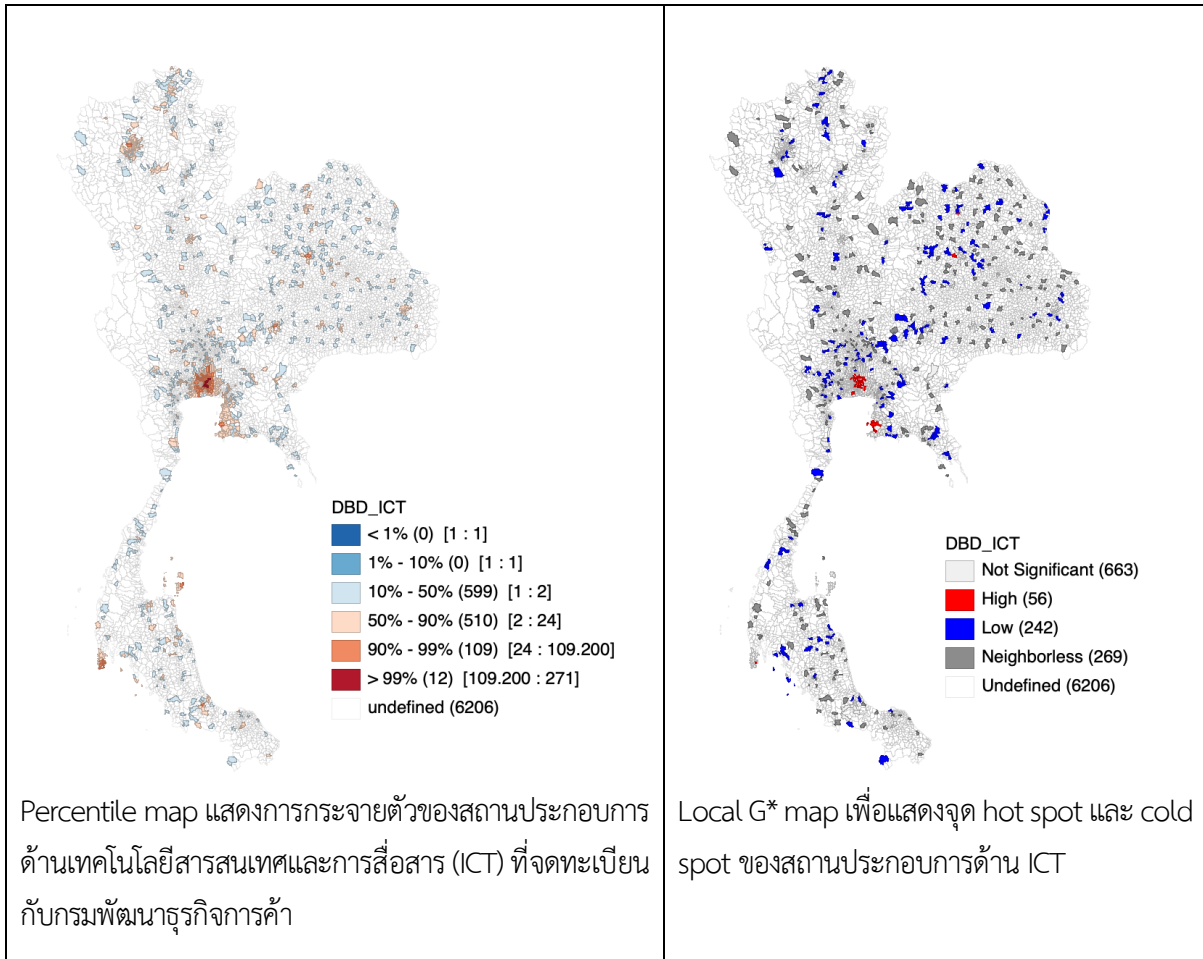 DBD_ICT
< 1% (0) [1 : 1]
1% - 10% (0) [1 : 1]
10% - 50% (599) [1 : 2]
50% - 90% (510) [2 : 24]
90% - 99% (109) [24 : 109.200]
> 99% (12) [109.200 : 271]
undefined (6206)
Percentile map แสดงการกระจายตัวของสถานประกอบการ
ด้านเทคโนโลยีสารสนเทศและการสื่อสาร (ICT) ที่จดทะเบียน
กับกรมพัฒนาธุรกิจการค้า
DBD_ICT
Not Significant (663)
High (56)
Low (242)
Neighborless (269)
Undefined (6206)
Local G* map เพื่อแสดงจุด hot spot และ cold
spot ของสถานประกอบการด้าน ICT